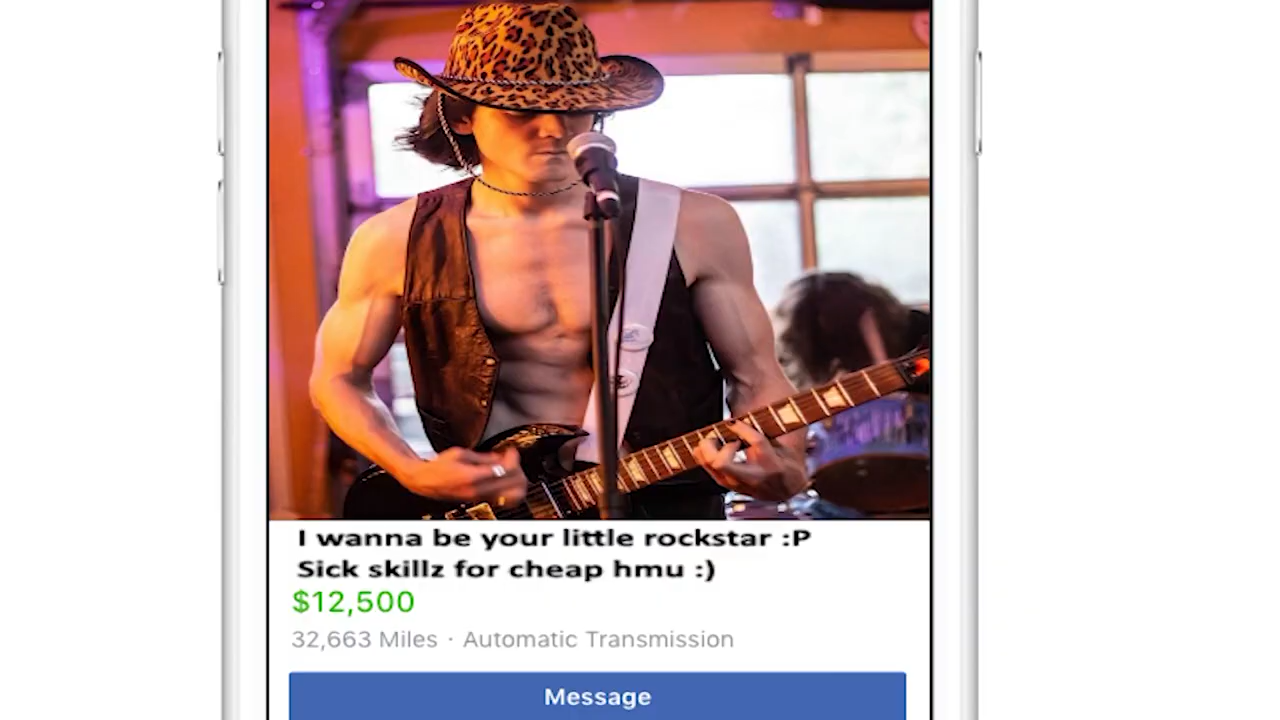 I wanna be your little rockstar :P
Sick skillz for cheap hmu :)
$12,500
32,663 Miles · Automatic Transmission
Message